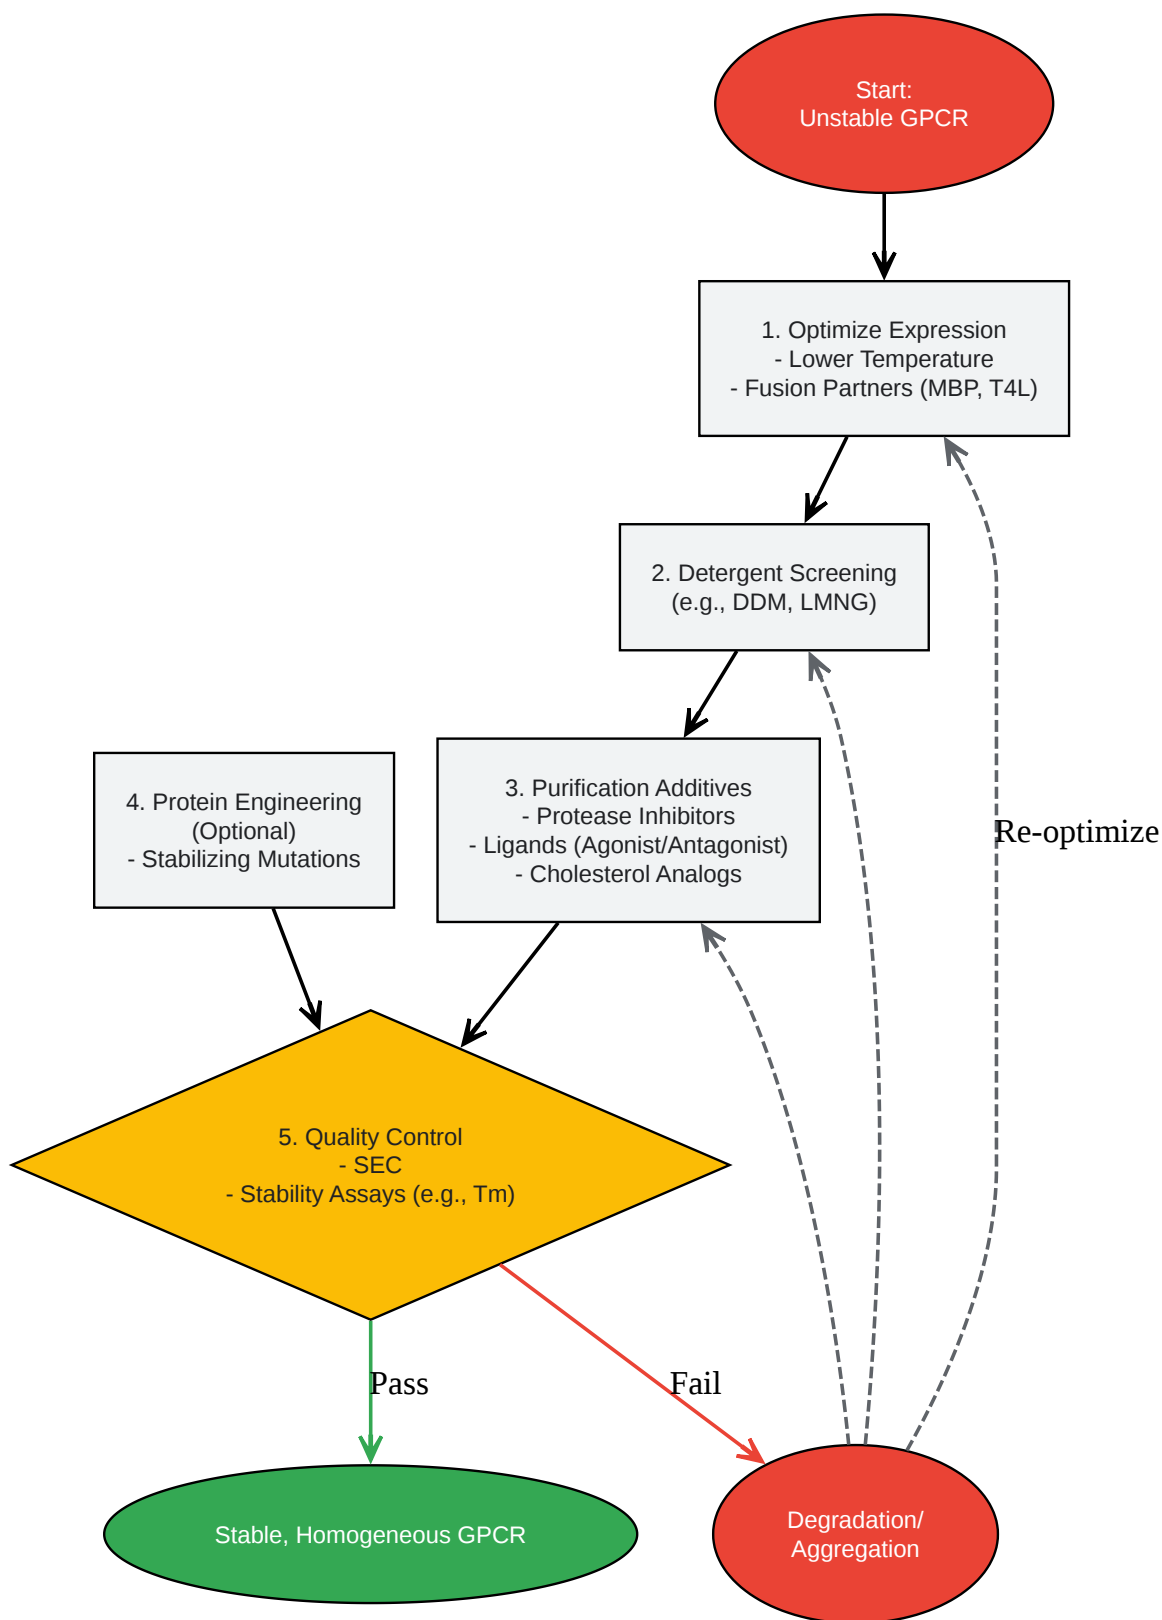 Start:
Unstable GPCR
1. Optimize Expression
- Lower Temperature
- Fusion Partners (MBP, T4L)
2. Detergent Screening
(e.g., DDM, LMNG)
4. Protein Engineering
(Optional)
- Stabilizing Mutations
3. Purification Additives
- Protease Inhibitors
- Ligands (Agonist/Antagonist)
- Cholesterol Analogs
Re-optimize
5. Quality Control
- SEC
- Stability Assays (e.g., Tm)
Pass
Fail
Stable, Homogeneous GPCR
Degradation/
Aggregation